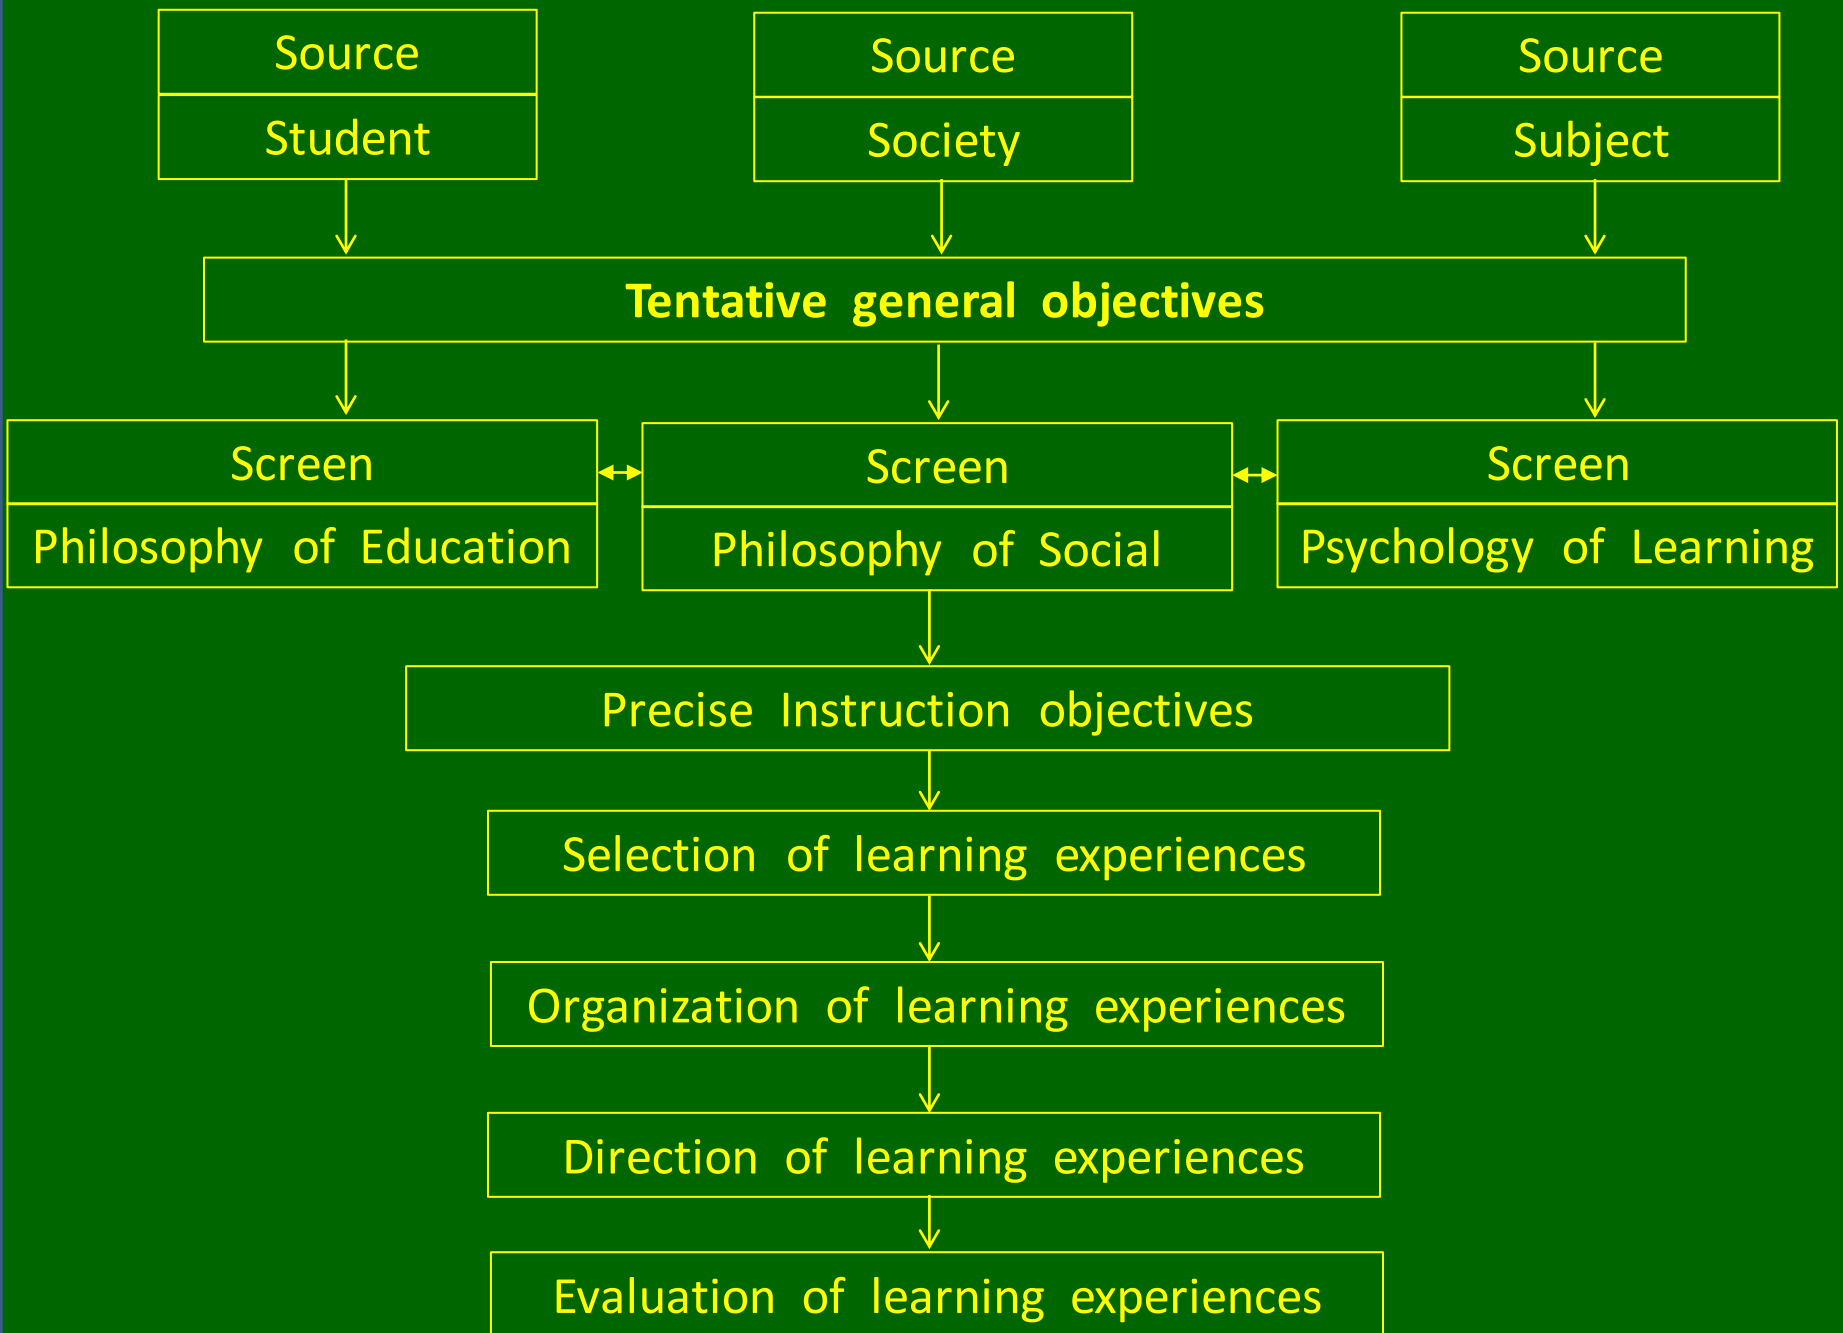 Source
Student
Source
Society
Source
Subject
Tentative general objectives
Screen
Philosophy of Education
Screen
Philosophy of Social
Screen
Psychology of Learning
Precise Instruction objectives
Selection of learning experiences
Organization of learning experiences
Direction of learning experiences
Evaluation of learning experiences